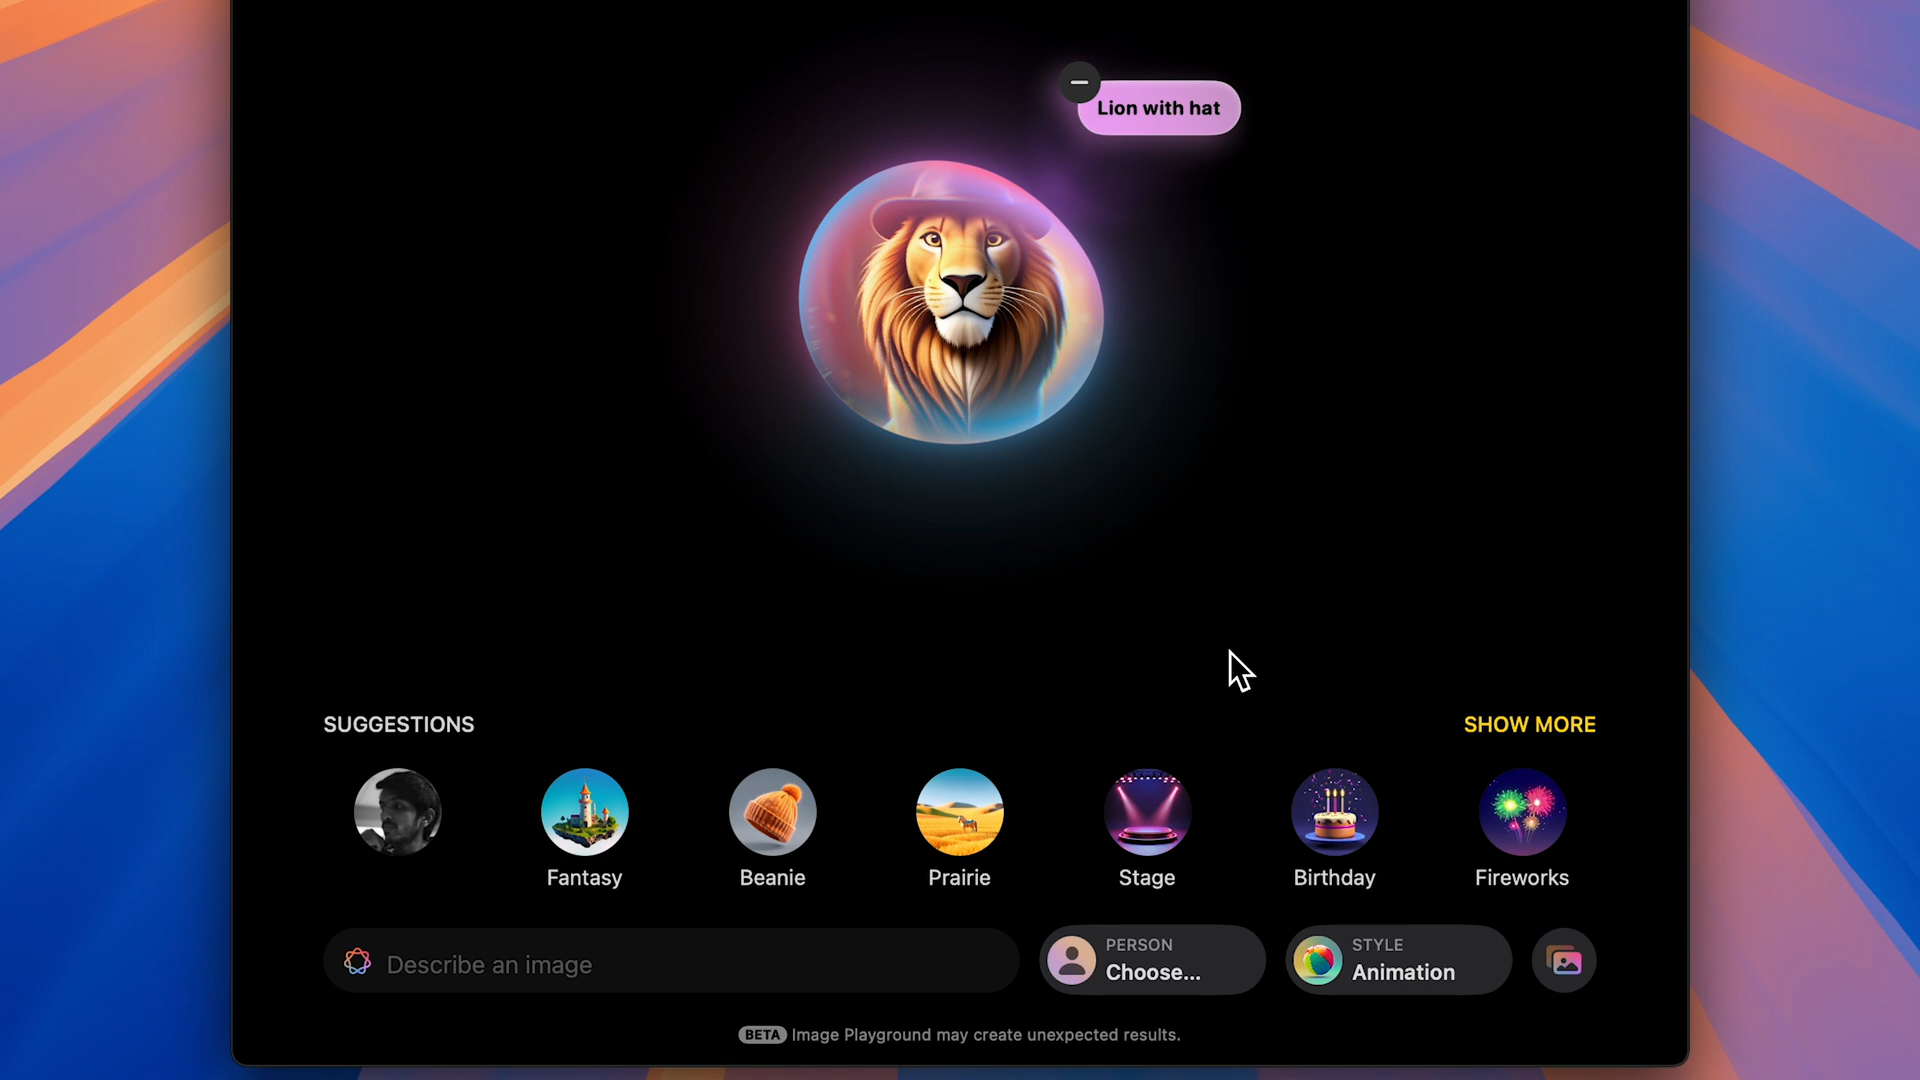 Lion with hat
SUGGESTIONS
SHOW MORE
Fantasy
Beanie
Prairie
Stage
Birthday
Fireworks
Describe an image
PERSON
Choose...
STYLE
Animation
BETA Image Playground may create unexpected results.